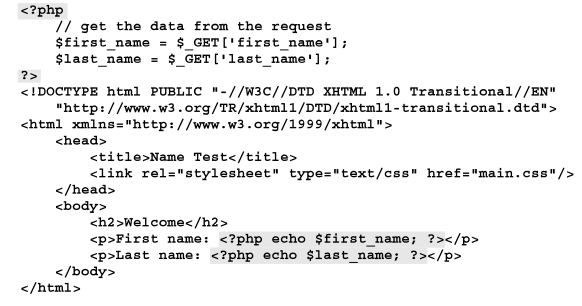 <?php
    // get the data from the request
    $first_name = $_GET['first_name'];
    $last_name = $_GET['last_name'];
?>
<!DOCTYPE html PUBLIC "-//W3C//DTD XHTML 1.0 Transitional//EN"
    "http://www.w3.org/TR/xhtml1/DTD/xhtml1-transitional.dtd">
<html xmlns="http://www.w3.org/1999/xhtml">
    <head>
        <title>Name Test</title>
        <link rel="stylesheet" type="text/css" href="main.css"/>
    </head>
    <body>
        <h2>Welcome</h2>
        <p>First name: <?php echo $first_name; ?></p>
        <p>Last name: <?php echo $last_name; ?></p>
    </body>
</html>